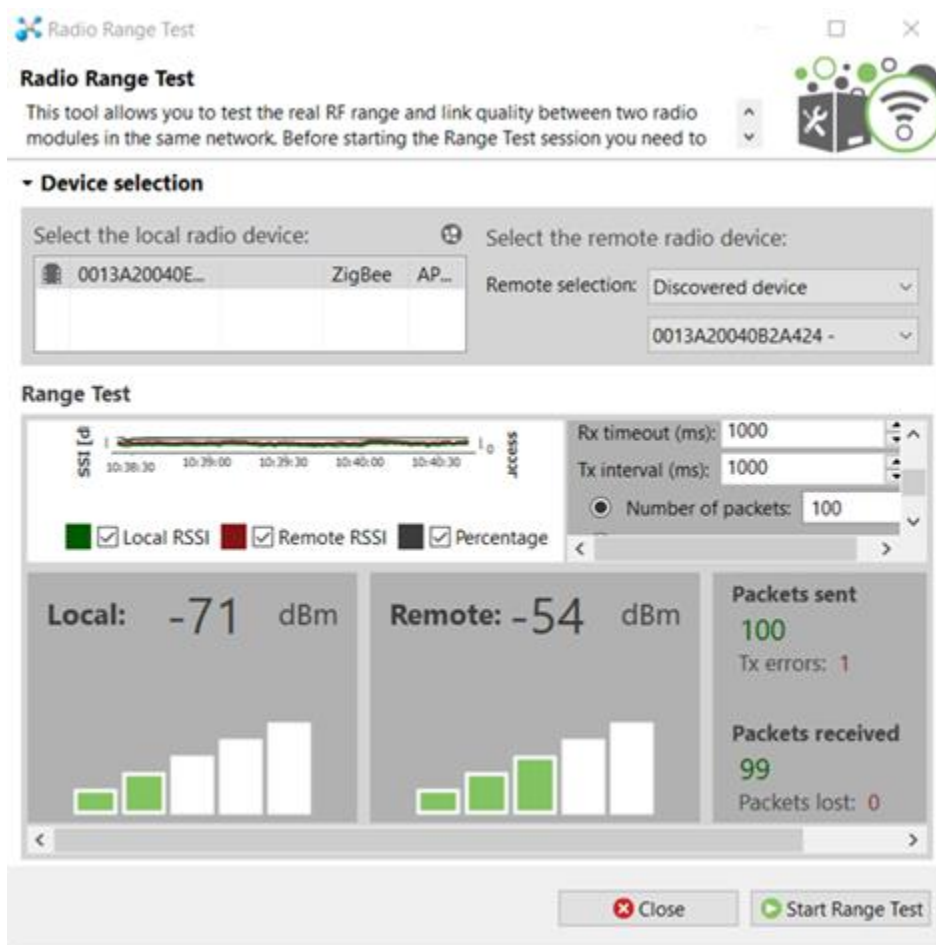 Radio Range Test
Radio Range Test
This tool allows you to test the real RF range and link quality between two radio
modules in the same network. Before starting the Range Test session you need to
Device selection
Select the local radio device:
0013A20040E... ZigBee AP...
Select the remote radio device:
Remote selection: Discovered device
0013A20040B2A424 -
Range Test
SSI [d
10:38:30 10:39:00 10:39:30 10:40:00 10:40:30
0
uccess
Local RSSI Remote RSSI Percentage
Rx timeout (ms): 1000
Tx interval (ms): 1000
Number of packets: 100
Local: -71 dBm
Remote: -54 dBm
Packets sent
100
Tx errors: 1
Packets received
99
Packets lost: 0
Close
Start Range Test